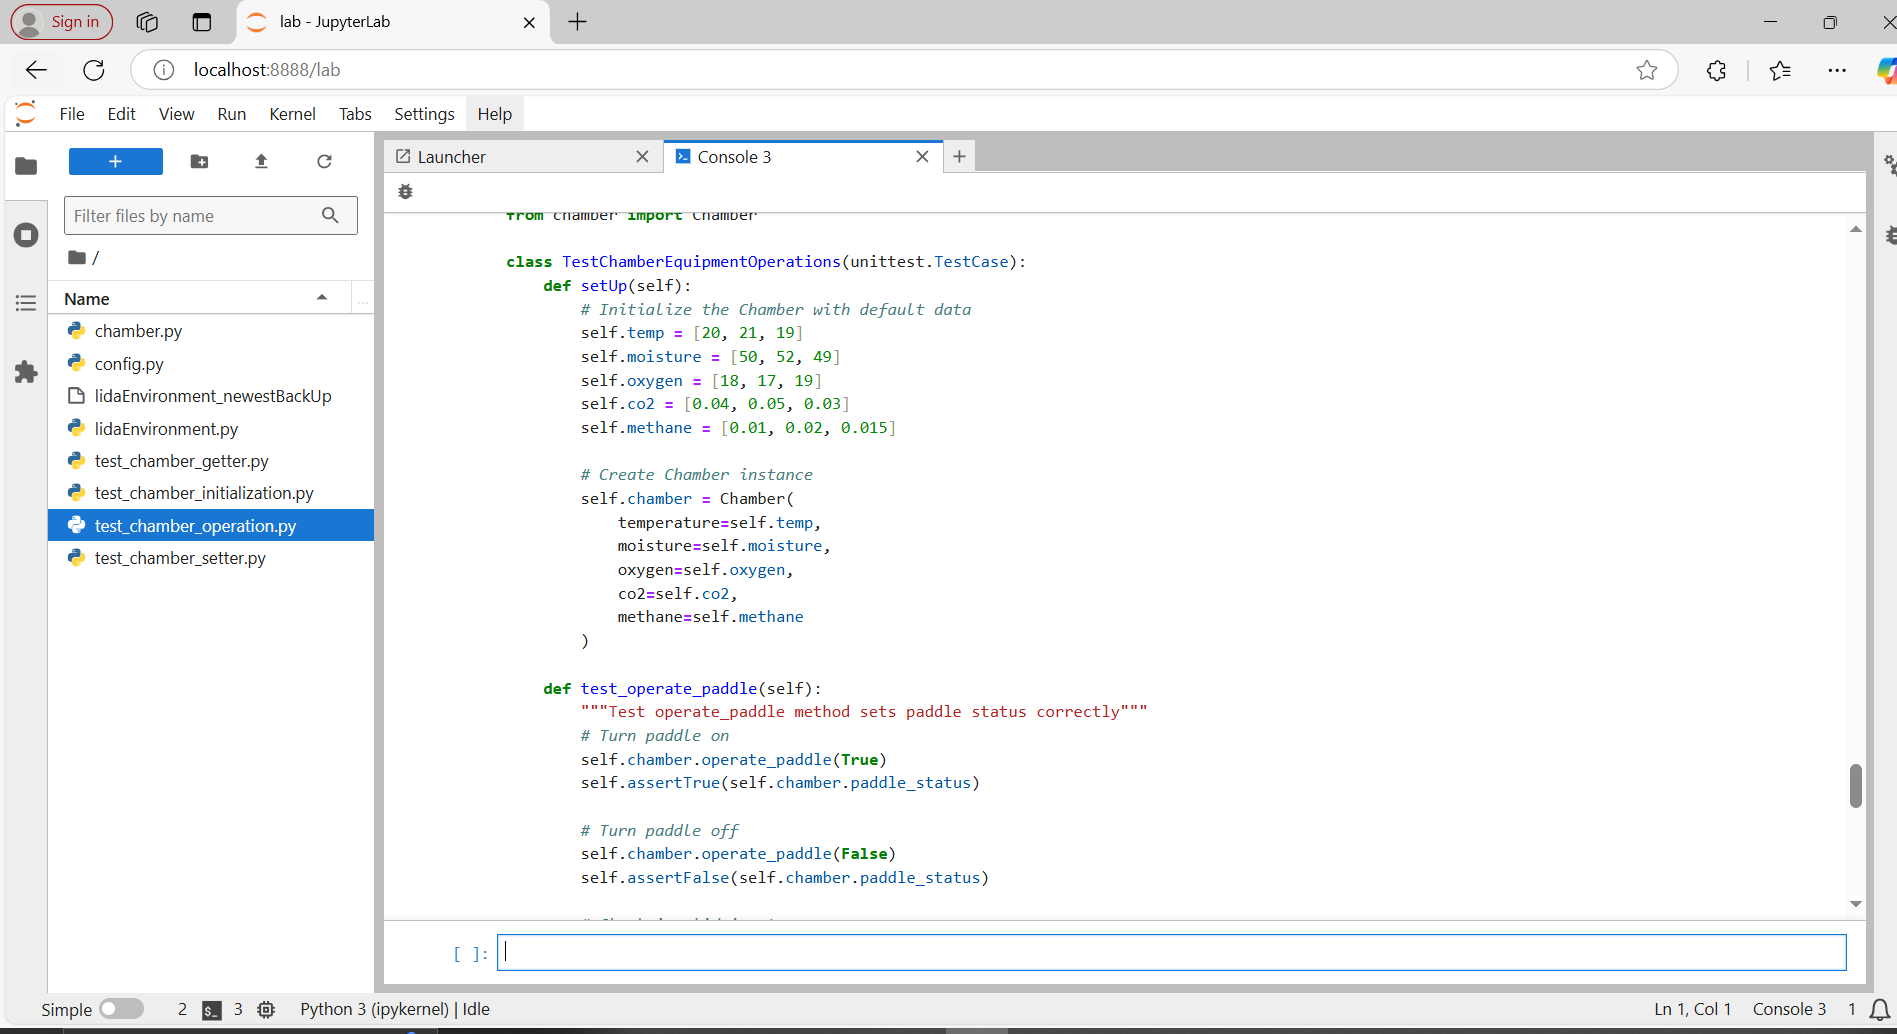 Sign in
lab - JupyterLab
localhost:8888/lab
File Edit View Run Kernel Tabs Settings Help
Launcher
Console 3
Filter files by name
/
Name
...
chamber.py
config.py
lidaEnvironment_newestBackUp
lidaEnvironment.py
test_chamber_getter.py
test_chamber_initialization.py
test_chamber_operation.py
test_chamber_setter.py
from chamber import Chamber
class TestChamberEquipmentOperations(unittest.TestCase):
def setUp(self):
# Initialize the Chamber with default data
self.temp = [20, 21, 19]
self.moisture = [50, 52, 49]
self.oxygen = [18, 17, 19]
self.co2 = [0.04, 0.05, 0.03]
self.methane = [0.01, 0.02, 0.015]
# Create Chamber instance
self.chamber = Chamber(
temperature=self.temp,
moisture=self.moisture,
oxygen=self.oxygen,
co2=self.co2,
methane=self.methane
)
def test_operate_paddle(self):
"""Test operate_paddle method sets paddle status correctly"""
# Turn paddle on
self.chamber.operate_paddle(True)
self.assertTrue(self.chamber.paddle_status)
# Turn paddle off
self.chamber.operate_paddle(False)
self.assertFalse(self.chamber.paddle_status)
[ ]:
Simple 2 $_ 3 Python 3 (ipykernel) | Idle
Ln 1, Col 1 Console 3 1